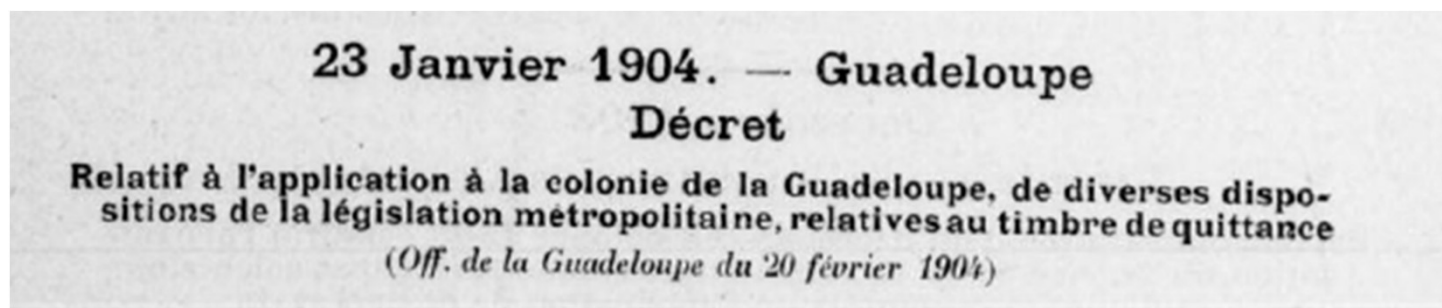 23 Janvier 1904. — Guadeloupe
Décret
Relatif à l'application à la colonie de la Guadeloupe, de diverses dispo-
sitions de la législation métropolitaine, relatives au timbre de quittance
(Off. de la Guadeloupe du 20 février 1904)